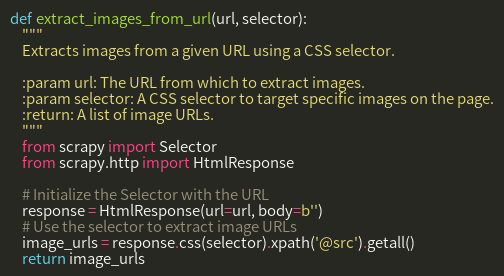 def extract_images_from_url(url, selector):
"""
Extracts images from a given URL using a CSS selector.
:param url: The URL from which to extract images.
:param selector: A CSS selector to target specific images on the page.
:return: A list of image URLs.
"""
from scrapy import Selector
from scrapy.http import HtmlResponse
# Initialize the Selector with the URL
response = HtmlResponse(url=url, body=b'')
# Use the selector to extract image URLs
image_urls = response.css(selector).xpath('@src').getall()
return image_urls